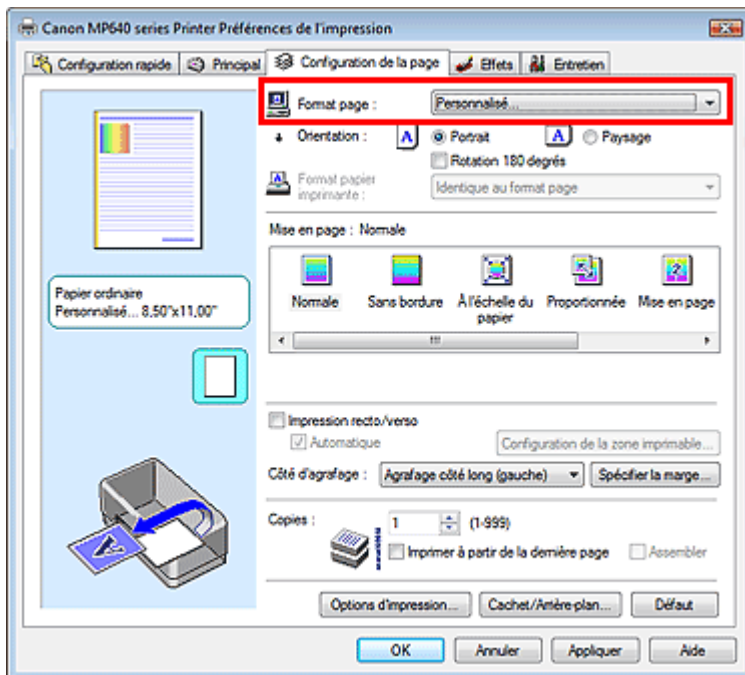 Canon MP640 series Printer Préférences de l'impression
Configuration rapide Principal Configuration de la page Effets Entretien
Format page : Personnalisé...
Orientation : A Portrait A Paysage
Rotation 180 degrés
Format papier
imprimante :
Identique au format page
Mise en page : Normale
Normale Sans bordure À l'échelle du
papier Proportionnée Mise en page
Papier ordinaire
Personnalisé... 8,50"x11,00"
Impression recto/verso
Automatique
Configuration de la zone imprimable...
Côté d'agrafage : Agrafage côté long (gauche) Spécifier la marge...
Copies : 1 (1-999)
Imprimer à partir de la dernière page Assembler
Options d'impression... Cachet/Arrière-plan... Défaut
OK Annuler Appliquer Aide